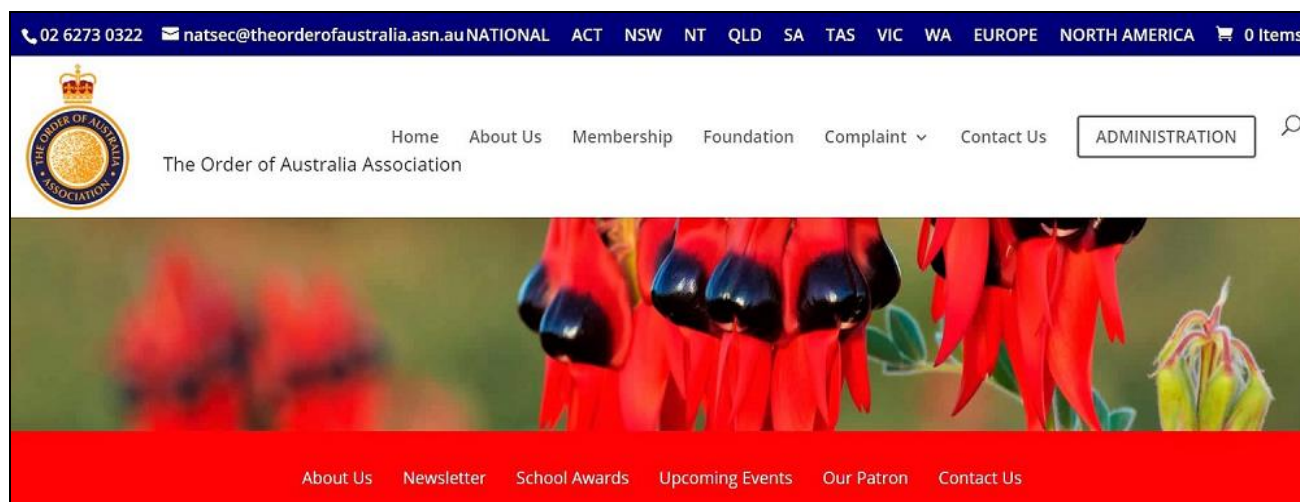 02 6273 0322 natsec@theorderofaustralia.asn.au NATIONAL ACT NSW NT QLD SA TAS VIC WA EUROPE NORTH AMERICA 0 Items
THE ORDER OF AUSTRALIA
ASSOCIATION
Home About Us Membership Foundation Complaint Contact Us ADMINISTRATION
The Order of Australia Association
About Us Newsletter School Awards Upcoming Events Our Patron Contact Us